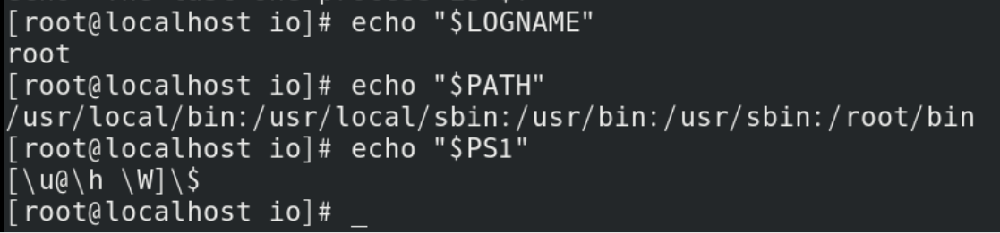 [root@localhost io]# echo "$LOGNAME"
root
[root@localhost io]# echo "$PATH"
/usr/local/bin:/usr/local/sbin:/usr/bin:/usr/sbin:/root/bin
[root@localhost io]# echo "$PS1"
[\u@\h \W]\$
[root@localhost io]# _